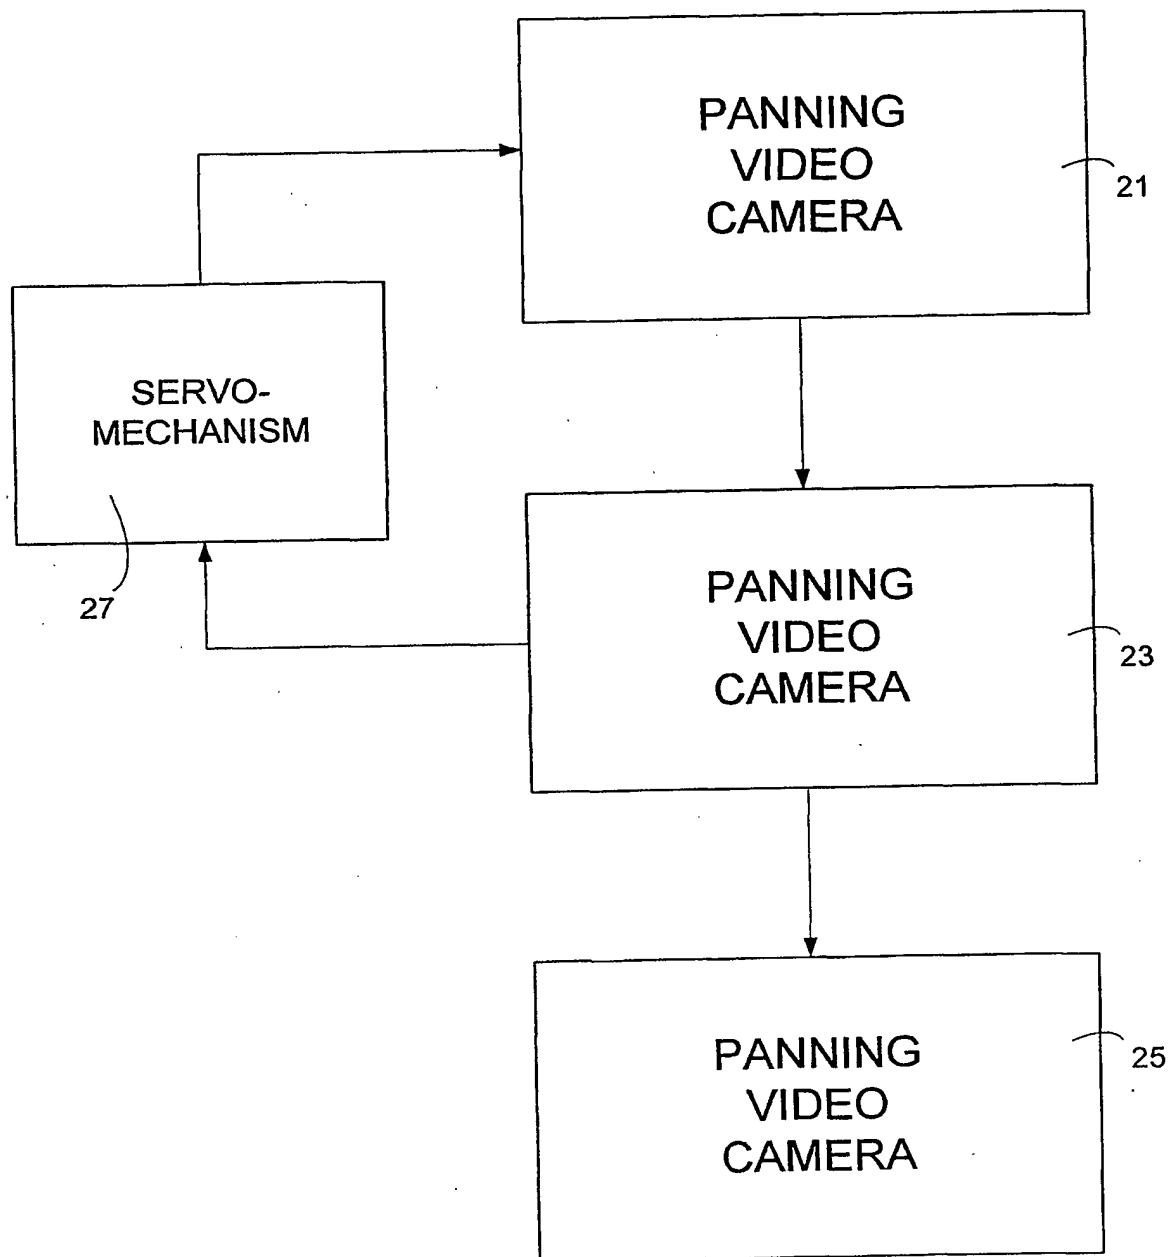 PANNING
VIDEO
CAMERA
21
SERVO-
MECHANISM
27
PANNING
VIDEO
CAMERA
23
PANNING
VIDEO
CAMERA
25